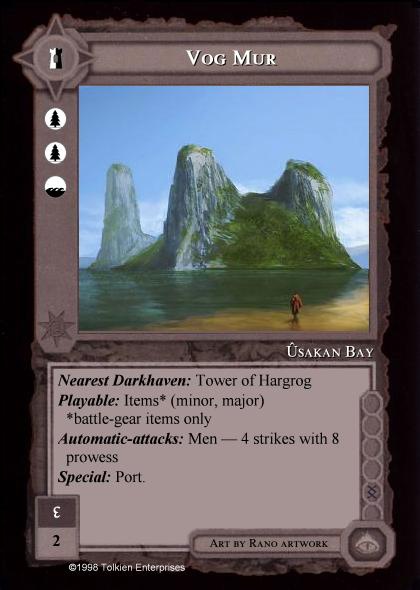 Vog Mur
Ûsakan Bay
Nearest Darkhaven: Tower of Hargrog
Playable: Items* (minor, major)
*battle-gear items only
Automatic-attacks: Men — 4 strikes with 8
prowess
Special: Port.
ε
2
Art by Rano artwork
©1998 Tolkien Enterprises